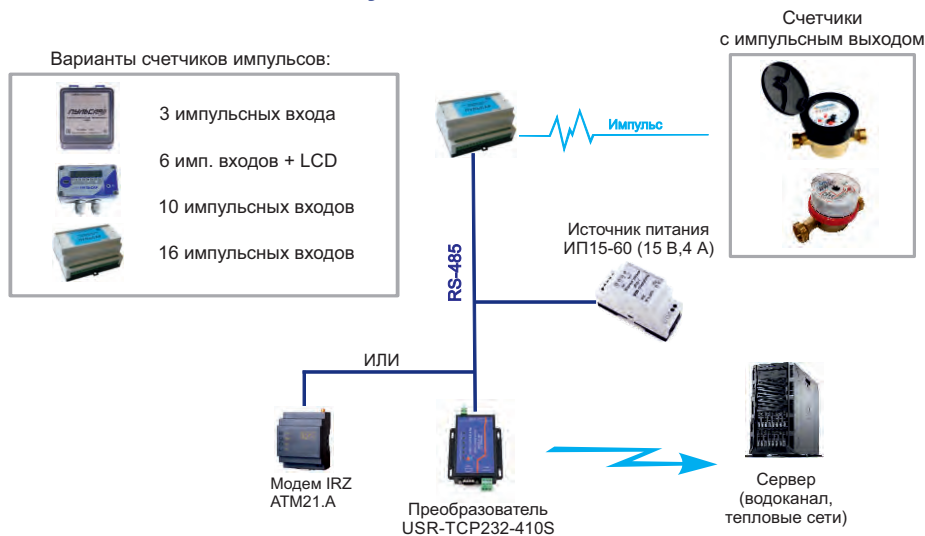 Счетчики
с импульсным выходом
Варианты счетчиков импульсов:
3 импульсных входа
6 имп. входов + LCD
10 импульсных входов
16 импульсных входов
Импульс
Источник питания
ИП15-60 (15 В,4 А)
RS-485
ИЛИ
Модем IRZ
ATM21.A
Преобразователь
USR-TCP232-410S
Сервер
(водоканал,
тепловые сети)